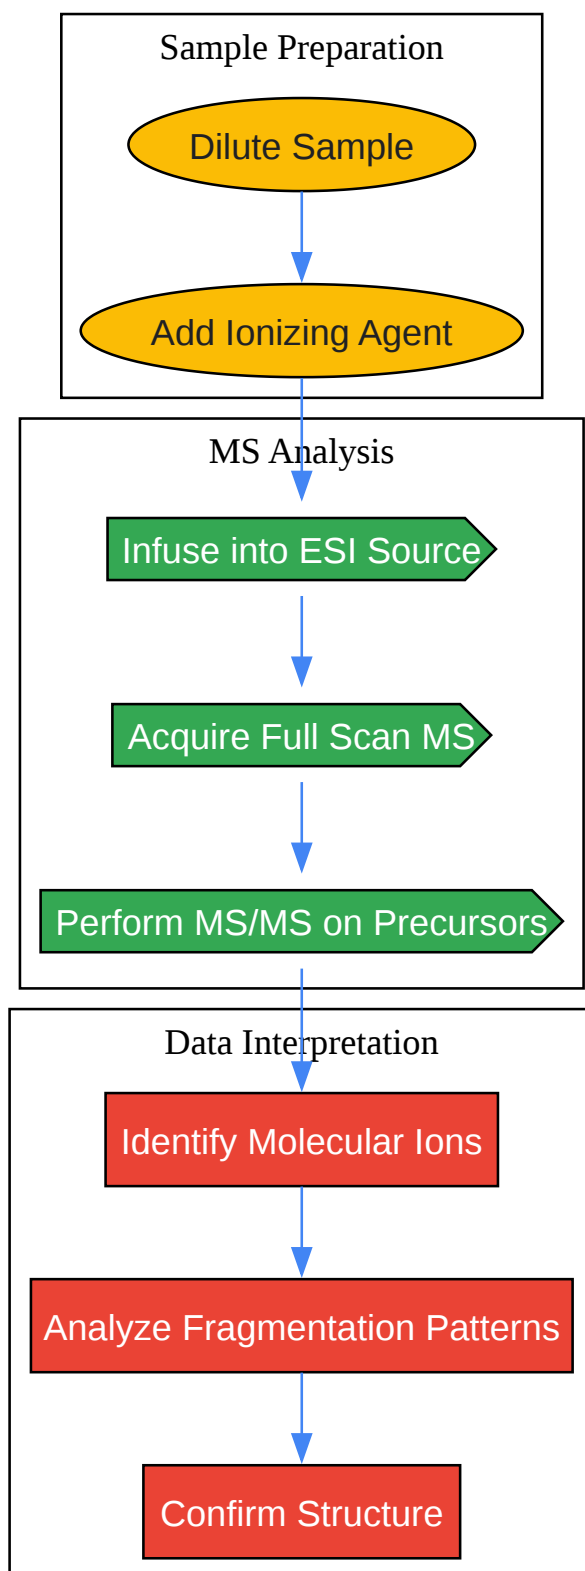 Sample Preparation
Dilute Sample
Add Ionizing Agent
MS Analysis
Infuse into ESI Source
Acquire Full Scan MS
Perform MS/MS on Precursors
Data Interpretation
Identify Molecular Ions
Analyze Fragmentation Patterns
Confirm Structure